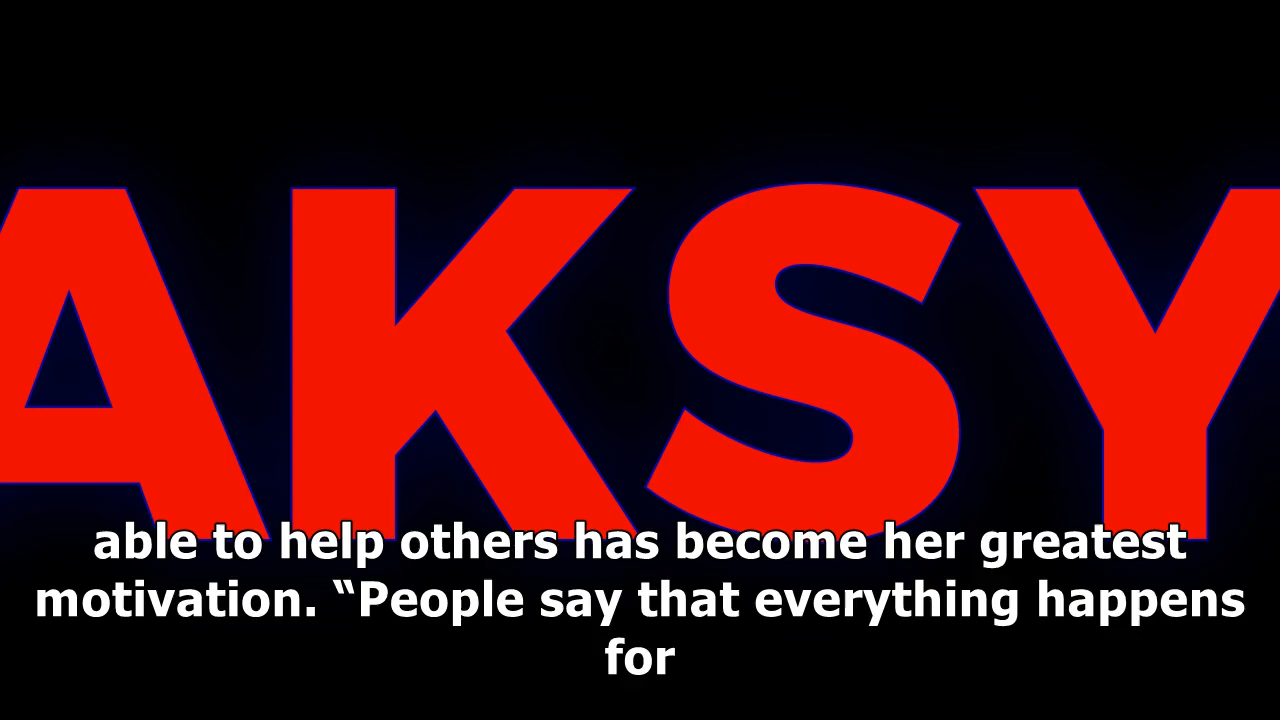 AKSY
able to help others has become her greatest
motivation. “People say that everything happens
for